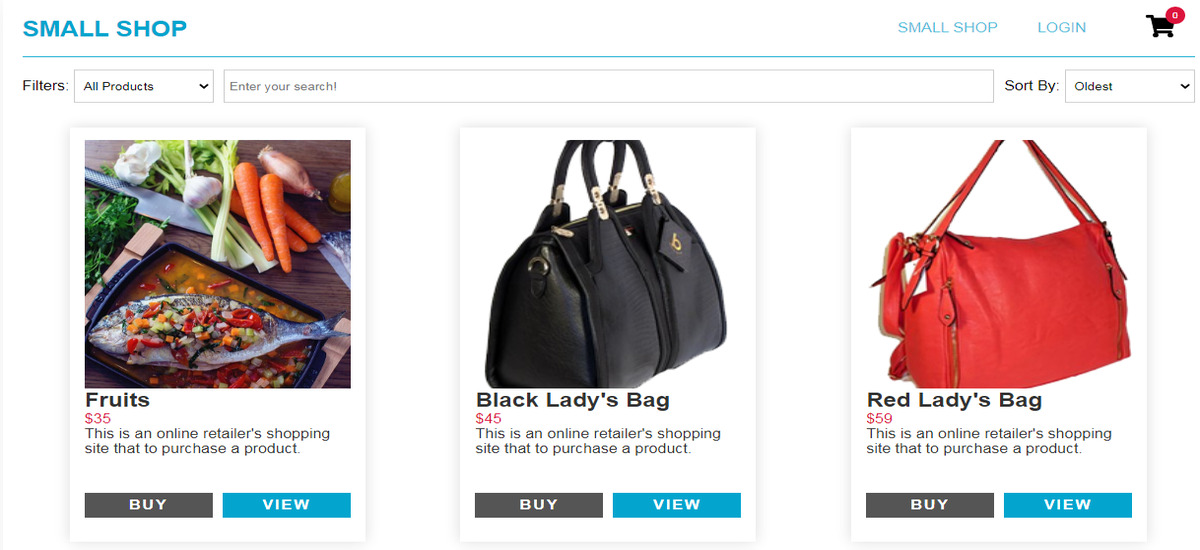 SMALL SHOP
SMALL SHOP LOGIN 0
Filters: All Products Enter your search! Sort By: Oldest
Fruits
$35
This is an online retailer's shopping
site that to purchase a product.
BUY VIEW
Black Lady's Bag
$45
This is an online retailer's shopping
site that to purchase a product.
BUY VIEW
Red Lady's Bag
$59
This is an online retailer's shopping
site that to purchase a product.
BUY VIEW